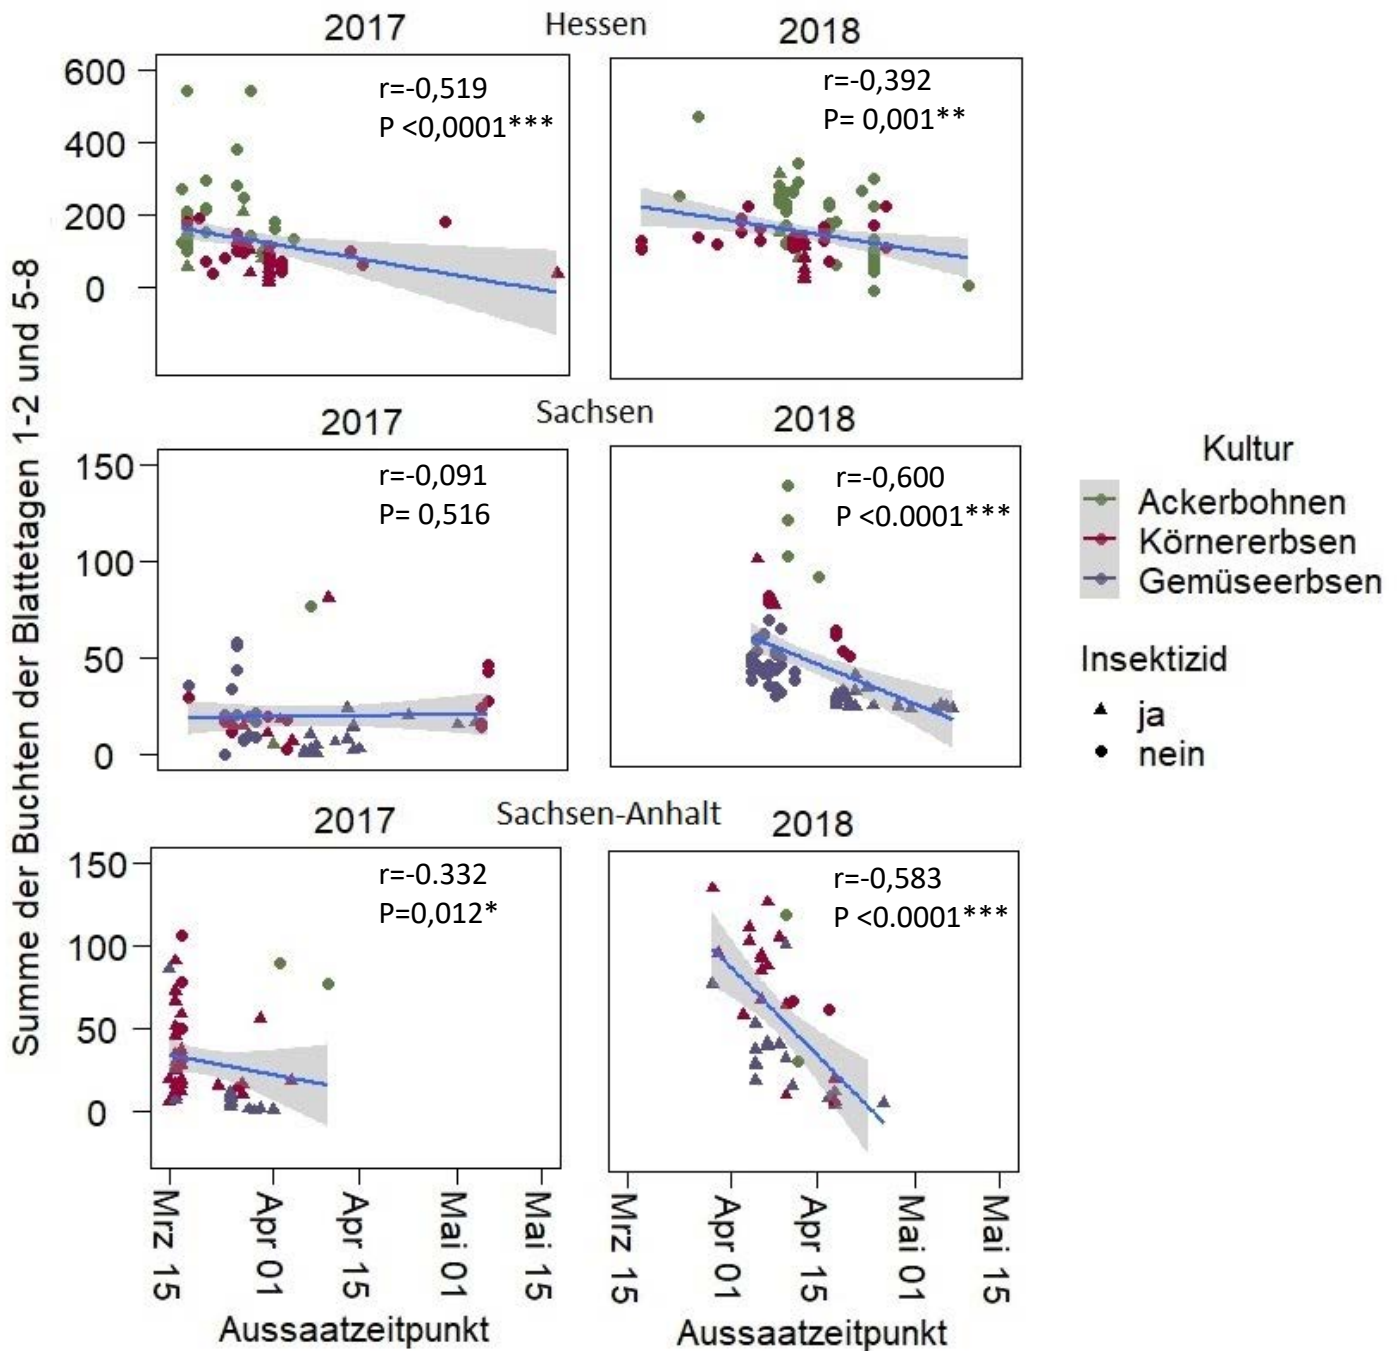 Hessen
2017
2018
r=-0,519
P <0,0001***
r=-0,392
P= 0,001**
600
400
200
0
Summe der Buchten der Blattetagen 1-2 und 5-8
Sachsen
2017
2018
r=-0,091
P= 0,516
r=-0,600
P <0.0001***
150
100
50
0
Kultur
Ackerbohnen
Körnererbsen
Gemüseerbsen
Insektizid
ja
nein
Sachsen-Anhalt
2017
2018
r=-0.332
P=0,012*
r=-0,583
P <0.0001***
150
100
50
0
Mrz 15
Apr 01
Apr 15
Mai 01
Mai 15
Mrz 15
Apr 01
Apr 15
Mai 01
Mai 15
Aussaatzeitpunkt
Aussaatzeitpunkt